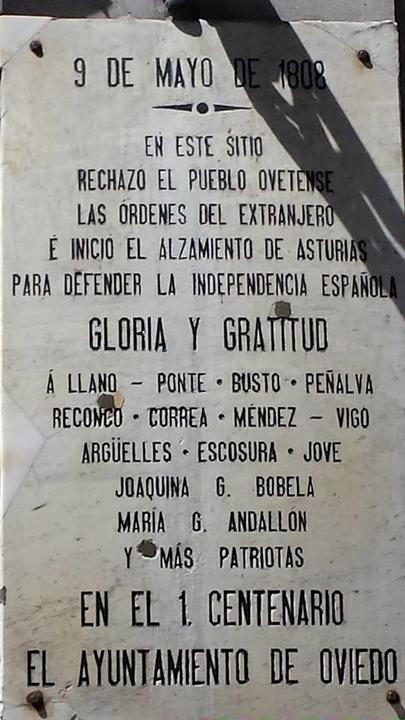 9 DE MAYO DE 1808
EN ESTE SITIO
RECHAZÓ EL PUEBLO OVETENSE
LAS ÓRDENES DEL EXTRANJERO
É INICIÓ EL ALZAMIENTO DE ASTURIAS
PARA DEFENDER LA INDEPENDENCIA ESPAÑOLA
GLORIA Y GRATITUD
Á LLANO – PONTE · BUSTO · PEÑALVA
RECONCO · CORREA · MÉNDEZ – VIGO
ARGÜELLES · ESCOSURA · JOVE
JOAQUINA G. BOBELA
MARÍA G. ANDALLÓN
Y MÁS PATRIOTAS
EN EL 1. CENTENARIO
EL AYUNTAMIENTO DE OVIEDO